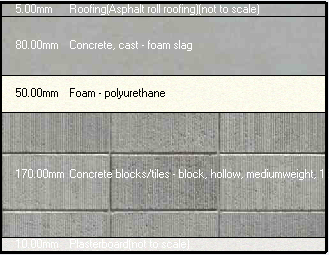 5.00mm Roofing(Asphalt roll roofing)(not to scale)
80.00mm Concrete, cast - foam slag
50.00mm Foam - polyurethane
170.00mm Concrete blocks/tiles - block, hollow, mediumweight, 1
10.00mm Plasterboard(not to scale)